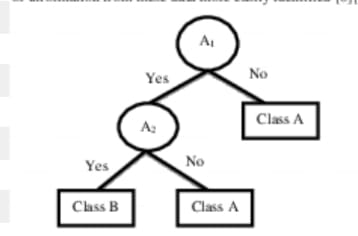 A1
Yes
No
A2
Class A
Yes
No
Class B
Class A